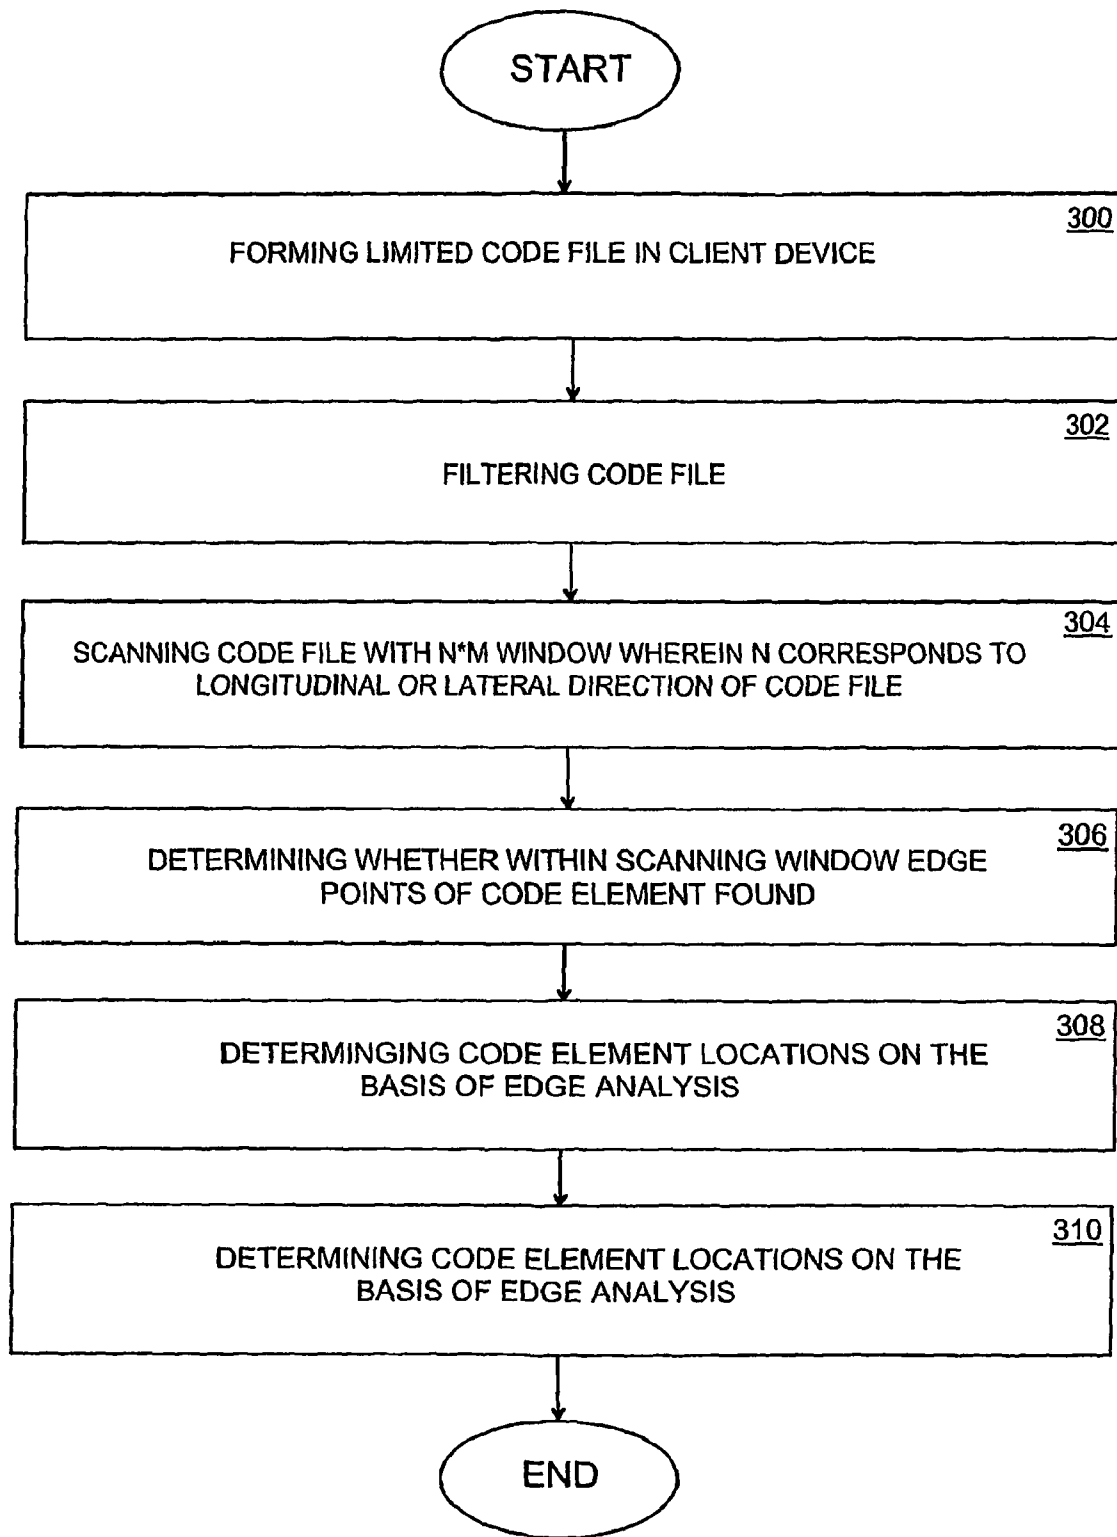 START
300
FORMING LIMITED CODE FILE IN CLIENT DEVICE
302
FILTERING CODE FILE
304
SCANNING CODE FILE WITH N*M WINDOW WHEREIN N CORRESPONDS TO
LONGITUDINAL OR LATERAL DIRECTION OF CODE FILE
306
DETERMINING WHETHER WITHIN SCANNING WINDOW EDGE
POINTS OF CODE ELEMENT FOUND
308
DETERMINGING CODE ELEMENT LOCATIONS ON THE
BASIS OF EDGE ANALYSIS
310
DETERMINING CODE ELEMENT LOCATIONS ON THE
BASIS OF EDGE ANALYSIS
END